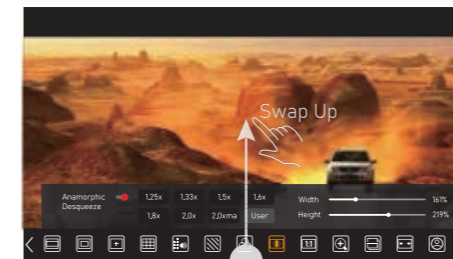 Swap Up
Anamorphic
Desqueeze
1,25x 1,33x 1,5x 1,6x
1,8x 2,0x 2,0xma User
Width 161%
Height 219%
1:1